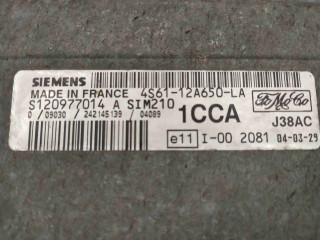 SIEMENS
MADE IN FRANCE 4S61-12A650-LA
S120977014 A SIM210
0 / 09030 / 242145139 / 04089
1CCA
FoMoCo
J38AC
e11 I-00 2081 04-03-29